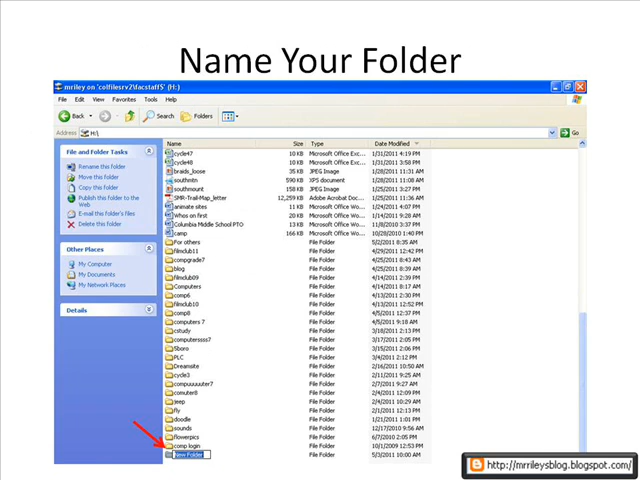 Name Your Folder
mriley on 'colfilesrv2\facstaff5' (H:)
File Edit View Favorites Tools Help
Back Search Folders
Address H:\ Go
File and Folder Tasks
Rename this folder
Move this folder
Copy this folder
Publish this folder to the
Web
E-mail this folder's files
Delete this folder
Other Places
My Computer
My Documents
My Network Places
Details
Name Size Type Date Modified
cycle47 10 KB Microsoft Office Exc... 1/31/2011 4:19 PM
cycle48 10 KB Microsoft Office Exc... 1/31/2011 3:58 PM
braids_loose 35 KB JPEG Image 1/28/2011 11:31 AM
southmtn 590 KB XPS document 1/28/2011 11:08 AM
southmount 158 KB JPEG Image 1/25/2011 3:27 PM
SMR-Trail-Map_letter 12,259 KB Adobe Acrobat Doc... 1/25/2011 11:36 AM
animate sites 11 KB Microsoft Office Wo... 1/24/2011 7:50 AM
Whos on first 20 KB Microsoft Office Wo... 1/14/2011 9:28 AM
Columbia Middle School PTO 13 KB Microsoft Office Wo... 11/8/2010 3:37 PM
camp 166 KB Microsoft Office Wo... 10/28/2010 1:40 PM
For others File Folder 5/2/2011 8:35 AM
filmclub11 File Folder 4/29/2011 12:42 PM
compgrade7 File Folder 4/25/2011 8:43 AM
blog File Folder 4/25/2011 8:39 AM
filmclub09 File Folder 4/14/2011 8:28 AM
Computers File Folder 4/14/2011 8:17 AM
comp6 File Folder 4/13/2011 2:30 PM
filmclub10 File Folder 4/13/2011 12:52 PM
comp8 File Folder 4/5/2011 12:37 PM
computers 7 File Folder 4/5/2011 9:18 AM
cstudy File Folder 3/18/2011 2:13 PM
computerssss7 File Folder 3/17/2011 2:05 PM
5boro File Folder 3/15/2011 2:06 PM
PLC File Folder 3/4/2011 2:12 PM
Dreamsite File Folder 2/16/2011 10:50 AM
cycle3 File Folder 2/11/2011 9:25 AM
compuuuuter7 File Folder 2/7/2011 9:27 AM
comuter8 File Folder 2/4/2011 12:09 PM
jeep File Folder 2/4/2011 10:29 AM
fly File Folder 2/1/2011 12:13 PM
doodle File Folder 1/21/2011 1:01 PM
sounds File Folder 12/17/2010 9:56 AM
flowerpics File Folder 6/7/2010 2:05 PM
comp login File Folder 10/1/2009 12:53 PM
New Folder File Folder 5/3/2011 10:00 AM
http://mrrileysblog.blogspot.com/